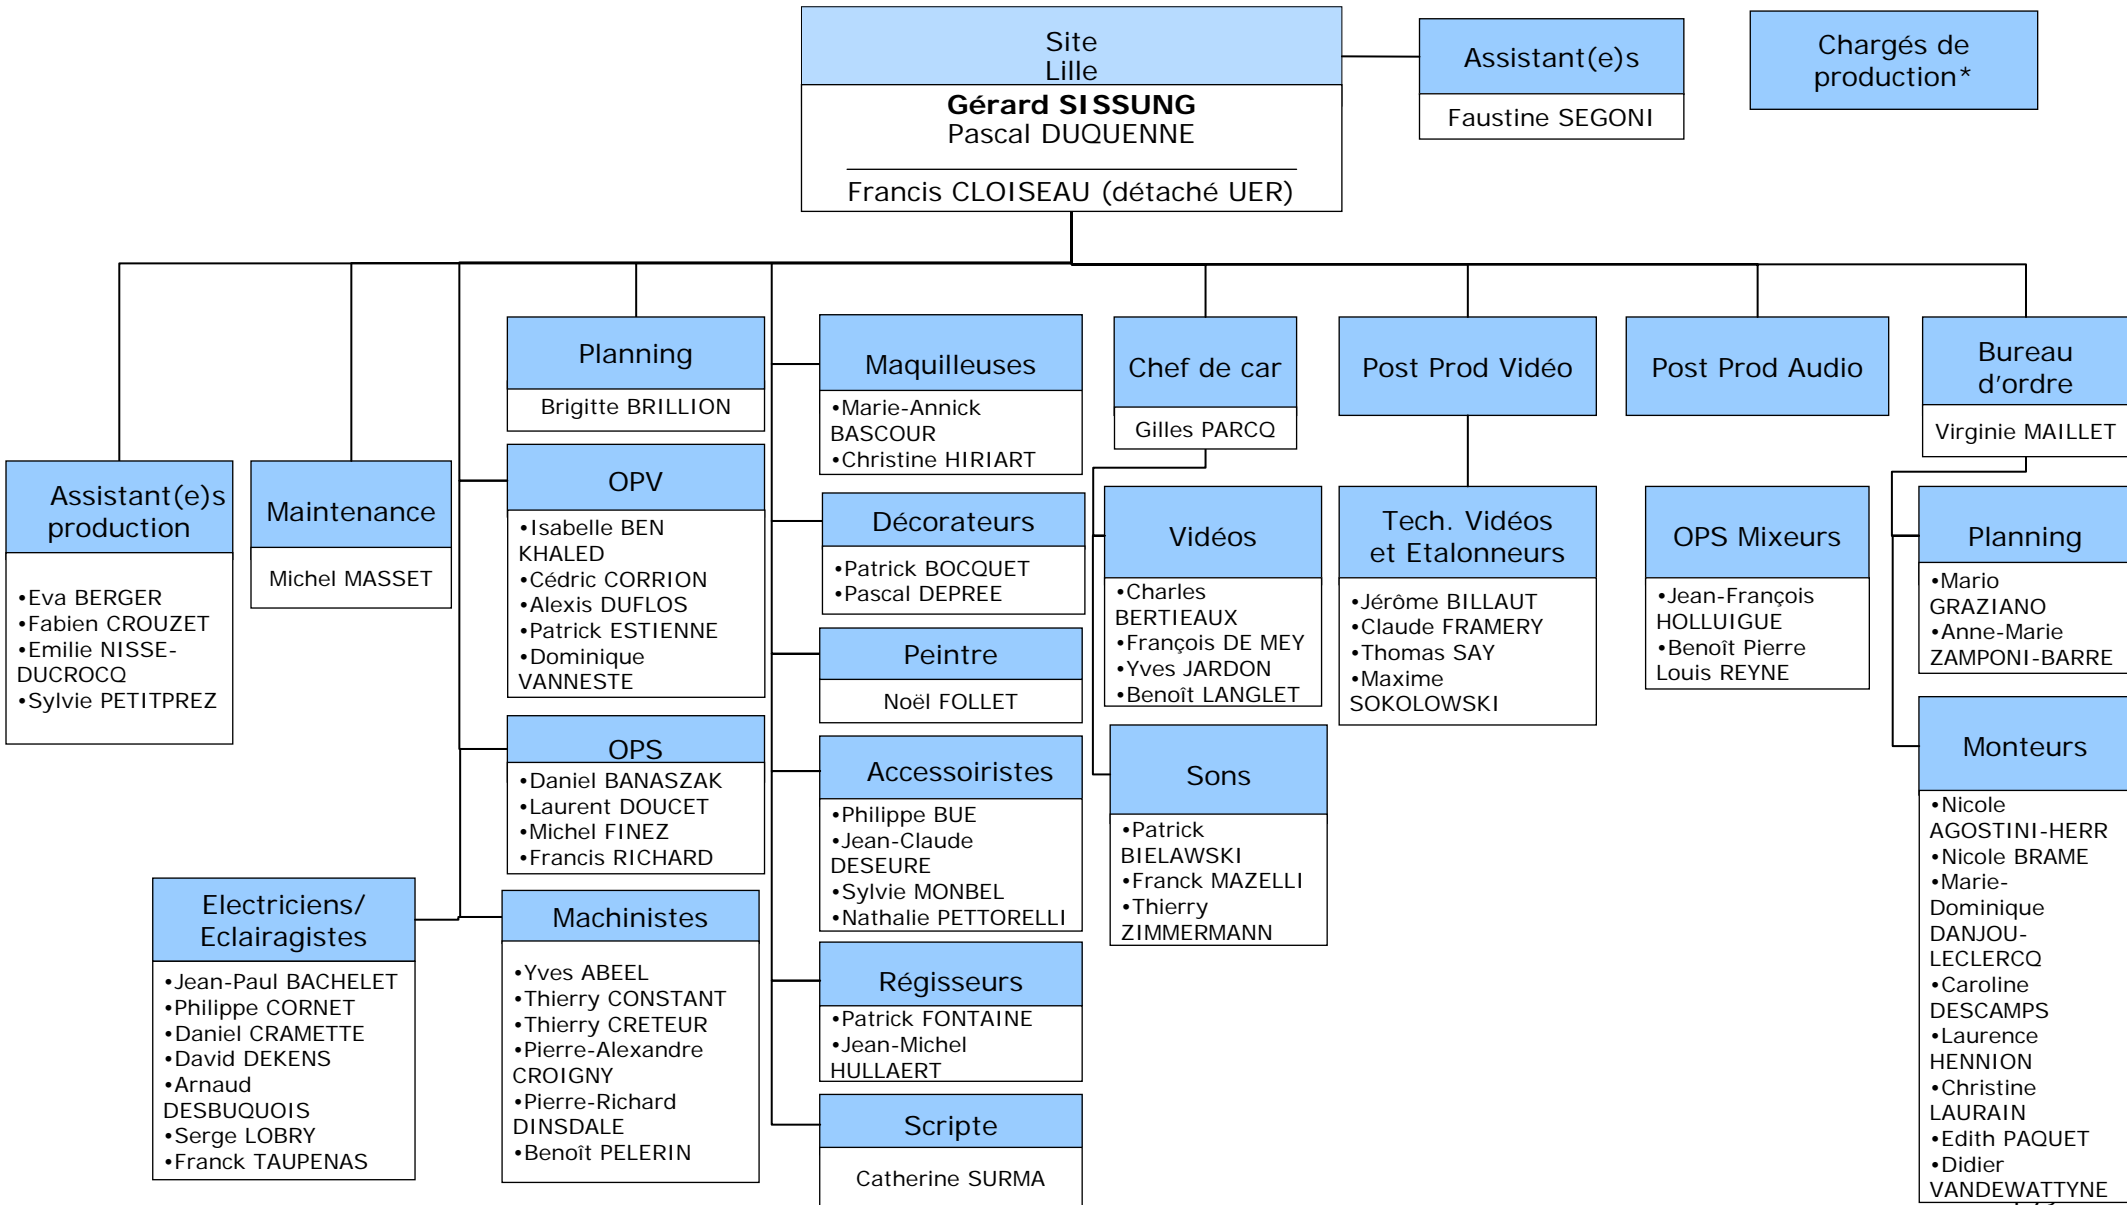 Site
Lille
Gérard SISSUNG
Pascal DUQUENNE
Francis CLOISEAU (détaché UER)
Assistant(e)s
Faustine SEGONI
Chargés de
production*
Assistant(e)s
production
•Eva BERGER
•Fabien CROUZET
•Emilie NISSE-
DUCROCQ
•Sylvie PETITPREZ
Maintenance
Michel MASSET
Planning
Brigitte BRILLION
OPV
•Isabelle BEN
KHALED
•Cédric CORRION
•Alexis DUFLOS
•Patrick ESTIENNE
•Dominique
VANNESTE
OPS
•Daniel BANASZAK
•Laurent DOUCET
•Michel FINEZ
•Francis RICHARD
Electriciens/
Eclairagistes
•Jean-Paul BACHELET
•Philippe CORNET
•Daniel CRAMETTE
•David DEKENS
•Arnaud
DESBUQUOIS
•Serge LOBRY
•Franck TAUPENAS
Machinistes
•Yves ABEEL
•Thierry CONSTANT
•Thierry CRETEUR
•Pierre-Alexandre
CROIGNY
•Pierre-Richard
DINSDALE
•Benoît PELERIN
Maquilleuses
•Marie-Annick
BASCOUR
•Christine HIRIART
Décorateurs
•Patrick BOCQUET
•Pascal DEPREE
Peintre
Noël FOLLET
Accessoiristes
•Philippe BUE
•Jean-Claude
DESEURE
•Sylvie MONBEL
•Nathalie PETTORELLI
Régisseurs
•Patrick FONTAINE
•Jean-Michel
HULLAERT
Scripte
Catherine SURMA
Chef de car
Gilles PARCQ
Vidéos
•Charles
BERTIEAUX
•François DE MEY
•Yves JARDON
•Benoît LANGLET
Sons
•Patrick
BIELAWSKI
•Franck MAZELLI
•Thierry
ZIMMERMANN
Post Prod Vidéo
Tech. Vidéos
et Etalonneurs
•Jérôme BILLAUT
•Claude FRAMERY
•Thomas SAY
•Maxime
SOKOLOWSKI
Post Prod Audio
OPS Mixeurs
•Jean-François
HOLLUIGUE
•Benoît Pierre
Louis REYNE
Bureau
d'ordre
Virginie MAILLET
Planning
•Mario
GRAZIANO
•Anne-Marie
ZAMPONI-BARRE
Monteurs
•Nicole
AGOSTINI-HERR
•Nicole BRAME
•Marie-
Dominique
DANJOU-
LECLERCQ
•Caroline
DESCAMPS
•Laurence
HENNION
•Christine
LAURAIN
•Edith PAQUET
•Didier
VANDEWATTYNE